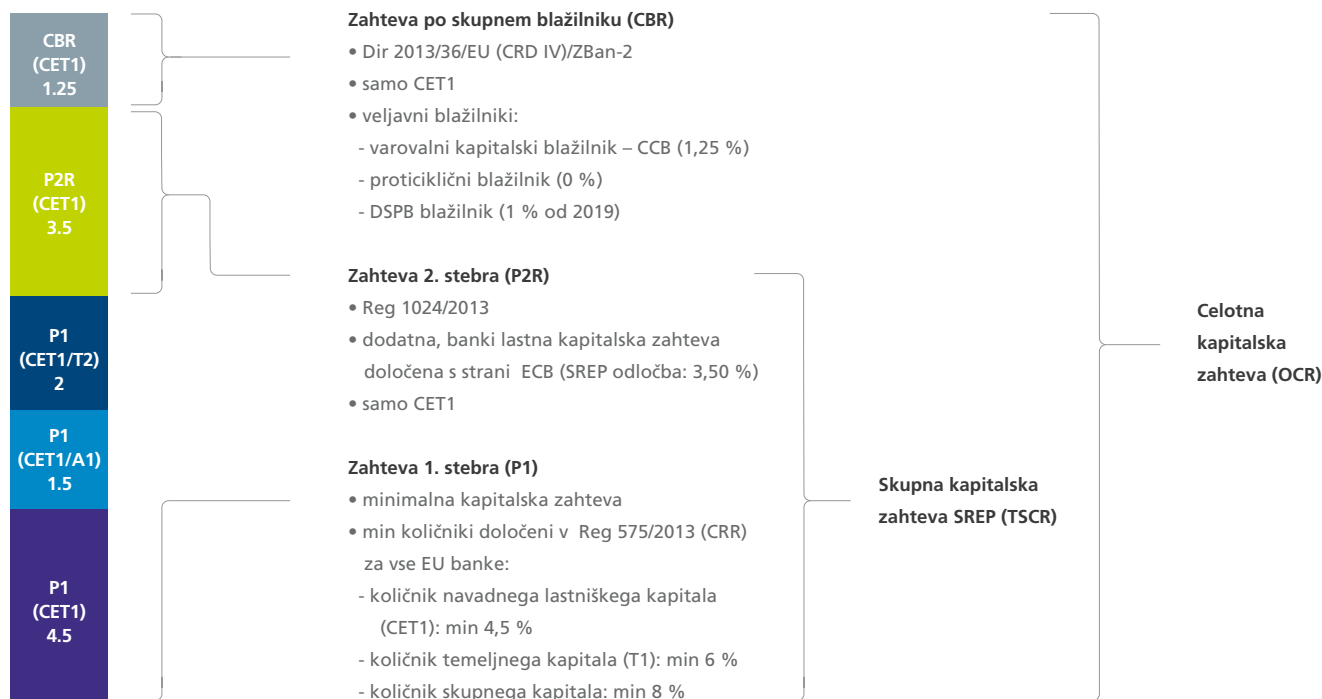 CBR
(CET1)
1.25
P2R
(CET1)
3.5
P1
(CET1/T2)
2
P1
(CET1/A1)
1.5
P1
(CET1)
4.5
Zahteva po skupnem blažilniku (CBR)
• Dir 2013/36/EU (CRD IV)/ZBan-2
• samo CET1
• veljavni blažilniki:
- varovalni kapitalski blažilnik – CCB (1,25 %)
- proticiklični blažilnik (0 %)
- DSPB blažilnik (1 % od 2019)
Zahteva 2. stebra (P2R)
• Reg 1024/2013
• dodatna, banki lastna kapitalska zahteva
določena s strani ECB (SREP odločba: 3,50 %)
• samo CET1
Zahteva 1. stebra (P1)
• minimalna kapitalska zahteva
• min količniki določeni v Reg 575/2013 (CRR)
za vse EU banke:
- količnik navadnega lastniškega kapitala
(CET1): min 4,5 %
- količnik temeljnega kapitala (T1): min 6 %
- količnik skupnega kapitala: min 8 %
Skupna kapitalska
zahteva SREP (TSCR)
Celotna
kapitalska
zahteva (OCR)